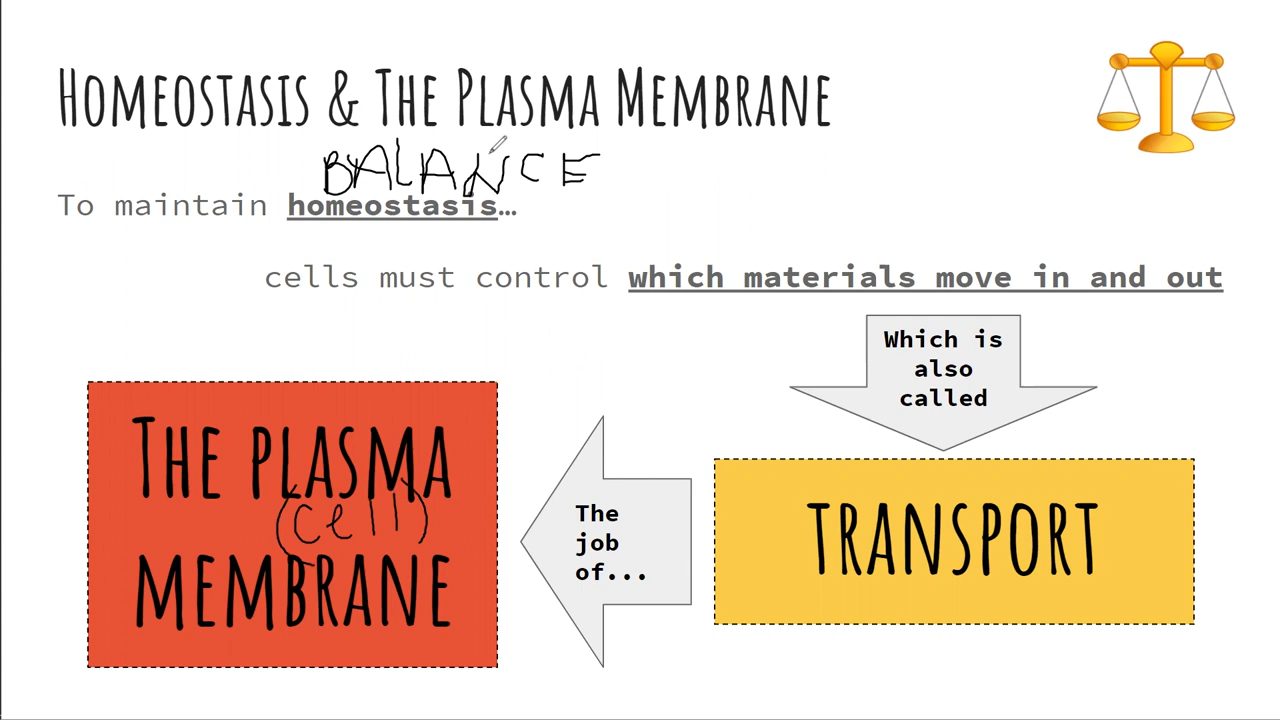 HOMEOSTASIS & THE PLASMA MEMBRANE
BALANCE
To maintain homeostasis…
cells must control which materials move in and out
Which is
also
called
TRANSPORT
The
job
of...
THE PLASMA
(cell)
MEMBRANE